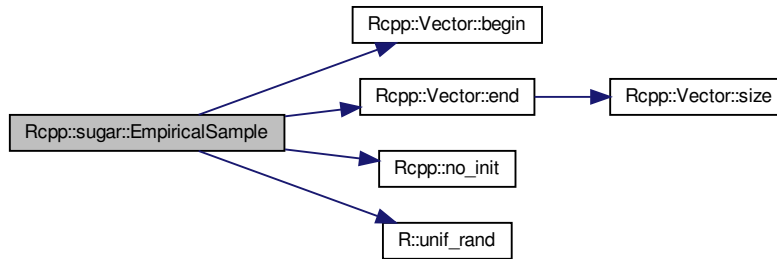 Rcpp::Vector::begin
Rcpp::Vector::end
Rcpp::Vector::size
Rcpp::sugar::EmpiricalSample
Rcpp::no_init
R::unif_rand